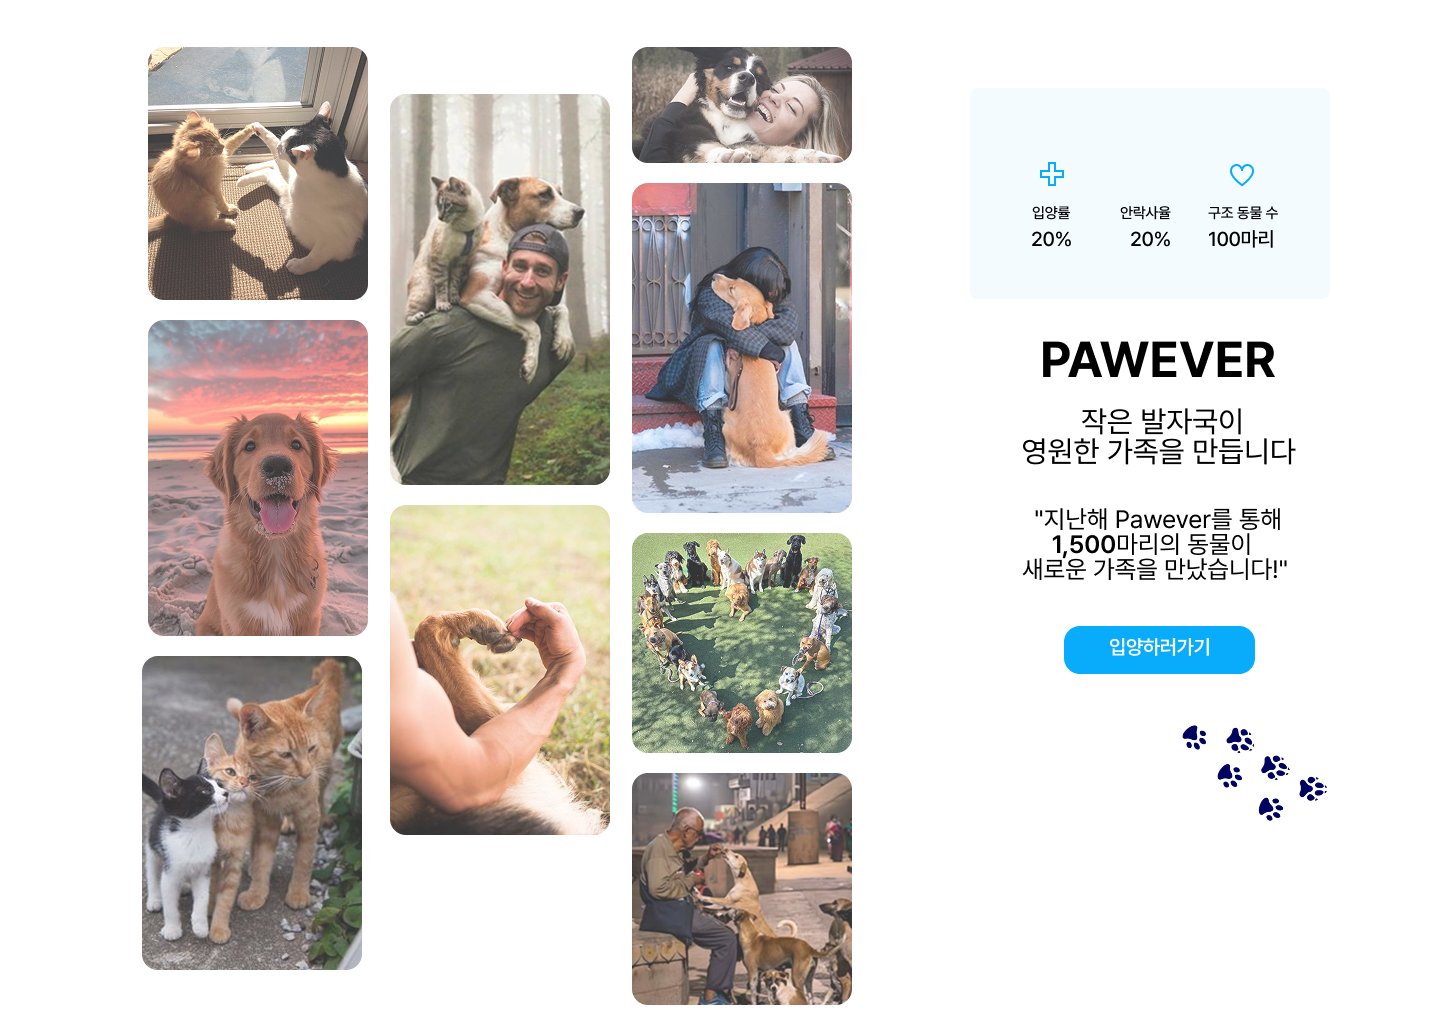 입양률 안락사율 구조 동물 수
20% 20% 100마리
PAWEVER
작은 발자국이
영원한 가족을 만듭니다
"지난해 Pawever를 통해
1,500마리의 동물이
새로운 가족을 만났습니다!"
입양하러가기